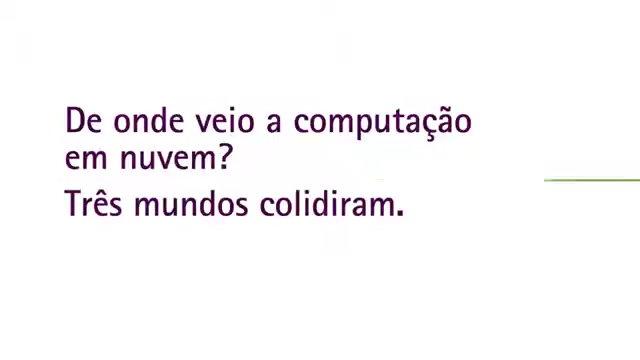 De onde veio a computação
em nuvem?
Três mundos colidiram.